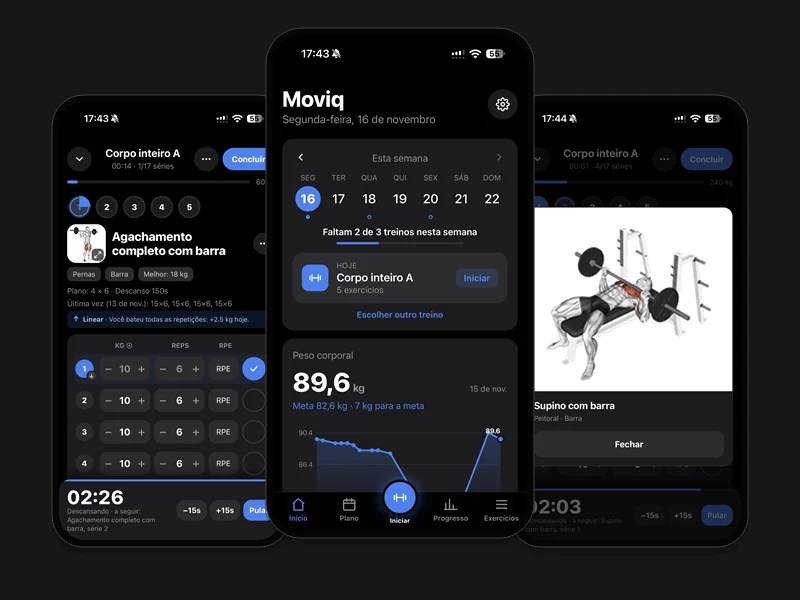 17:43
55
Corpo inteiro A
00:14 · 1/17 séries
Concluir
60
1
2
3
4
5
Agachamento
completo com barra
Pernas
Barra
Melhor: 18 kg
Plano: 4 × 6 · Descanso 150s
Última vez (13 de nov.): 15×6, 15×6, 15×6, 15×6
Linear · Você bateu todas as repetições: +2.5 kg hoje.
KG
REPS
RPE
1
− 10 +
− 6 +
RPE
2
− 10 +
− 6 +
RPE
3
− 10 +
− 6 +
RPE
4
− 10 +
− 6 +
RPE
02:26
Descansando · a seguir:
Agachamento completo com
barra, série 2
−15s
+15s
Pular
17:43
55
Moviq
Segunda-feira, 16 de novembro
Esta semana
SEG TER QUA QUI SEX SÁB DOM
16 17 18 19 20 21 22
Faltam 2 de 3 treinos nesta semana
HOJE
Corpo inteiro A
5 exercícios
Iniciar
Escolher outro treino
Peso corporal
89,6 kg
15 de nov.
Meta 82,6 kg · 7 kg para a meta
90.4
89.6
86.4
Início
Plano
Iniciar
Progresso
Exercícios
17:44
55
Corpo inteiro A
00:51 · 4/17 séries
Concluir
240 kg
Supino com barra
Peitoral · Barra
Fechar
02:03
Descansando · a seguir: Supino
com barra, série 1
−15s
+15s
Pular